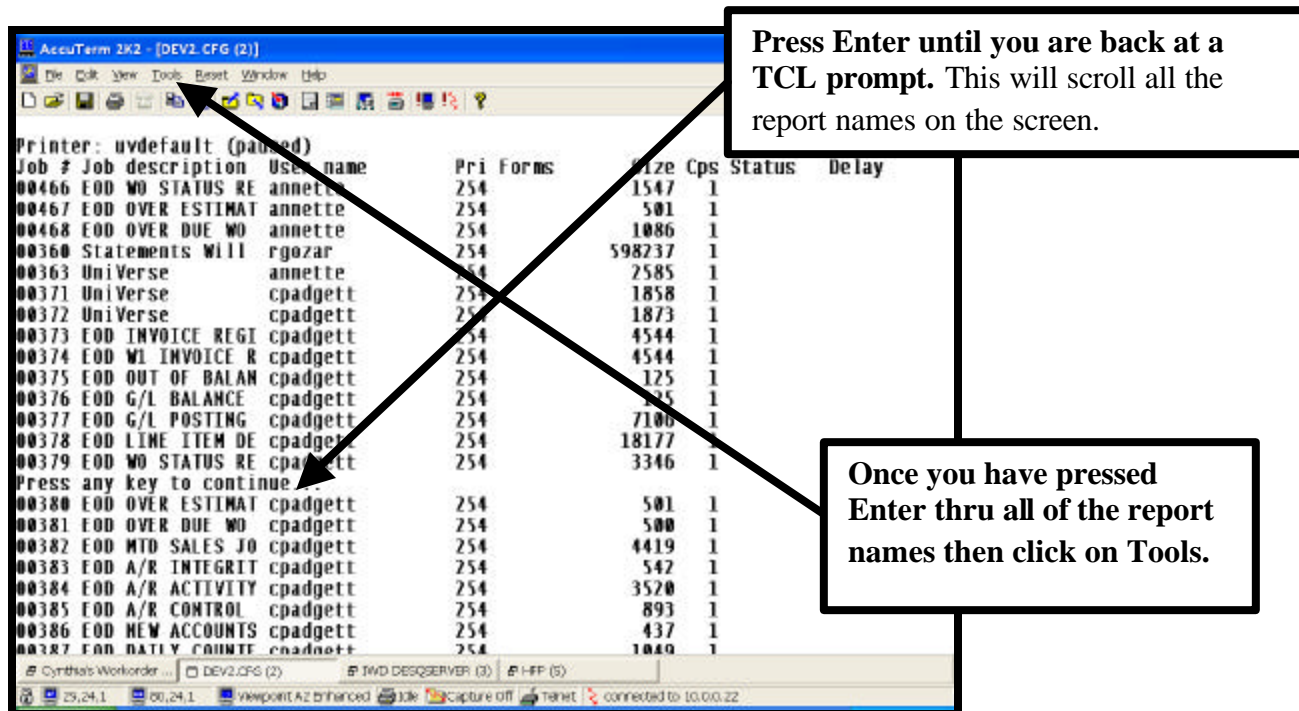 AccuTerm 2K2 - [DEV2.CFG (2)]
File Edit View Tools Reset Window Help
Press Enter until you are back at a
TCL prompt. This will scroll all the
report names on the screen.
Printer: uvdefault (paused)
Job # Job description User name Pri Forms Size Cps Status Delay
00466 EOD WO STATUS RE annette 254 1547 1
00467 EOD OVER ESTIMAT annette 254 501 1
00468 EOD OVER DUE WO annette 254 1086 1
00360 Statements Will rgozar 254 598237 1
00363 UniVerse annette 254 2585 1
00371 UniVerse cpadgett 254 1858 1
00372 UniVerse cpadgett 254 1873 1
00373 EOD INVOICE REGI cpadgett 254 4544 1
00374 EOD W1 INVOICE R cpadgett 254 4544 1
00375 EOD OUT OF BALAN cpadgett 254 125 1
00376 EOD G/L BALANCE cpadgett 254 125 1
00377 EOD G/L POSTING cpadgett 254 7106 1
00378 EOD LINE ITEM DE cpadgett 254 18177 1
00379 EOD WO STATUS RE cpadgett 254 3346 1
Press any key to continue...
00380 EOD OVER ESTIMAT cpadgett 254 501 1
00381 EOD OVER DUE WO cpadgett 254 500 1
00382 EOD MTD SALES JO cpadgett 254 4419 1
00383 EOD A/R INTEGRIT cpadgett 254 542 1
00384 EOD A/R ACTIVITY cpadgett 254 3520 1
00385 EOD A/R CONTROL cpadgett 254 893 1
00386 EOD NEW ACCOUNTS cpadgett 254 437 1
00387 EOD DAILY COUNTE cpadgett 254 1049 1
Once you have pressed
Enter thru all of the report
names then click on Tools.
Cynthia's Workorder ... DEV2.CFG (2) IWD DESQSERVER (3) HFP (5)
25,24,1 80,24,1 Viewpoint A2 Enhanced Idle Capture Off Telnet connected to 10.0.0.22